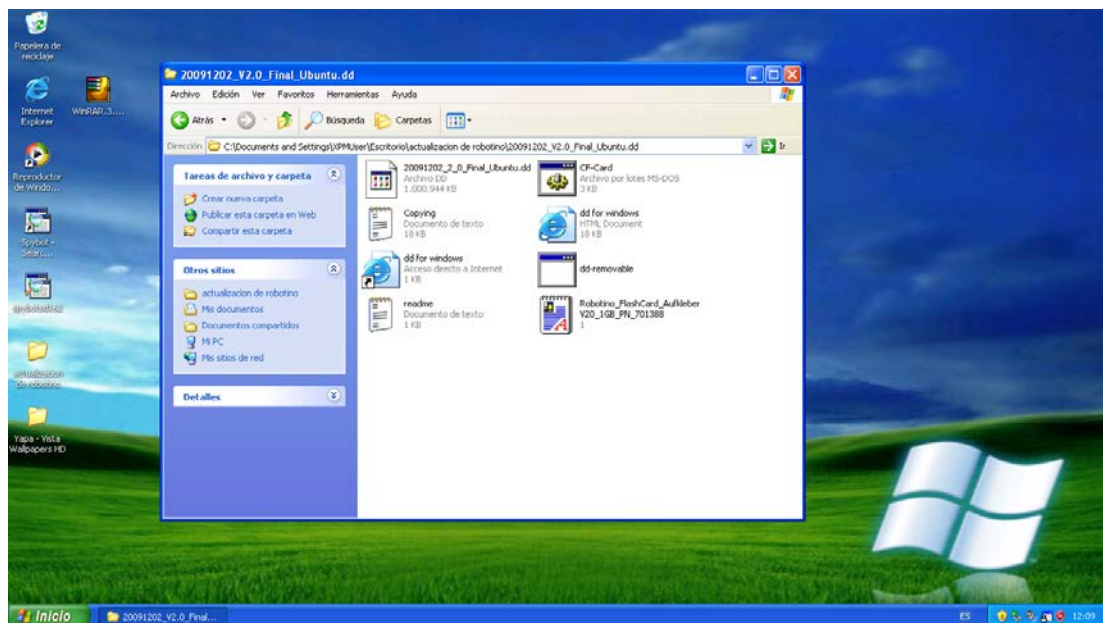 Papelera de
reciclaje
Internet
Explorer
WinRAR.3....
Reproductor
de Windo...
Spybot -
Searc...
actualizacion
de robotino
Yapa - Vista
Wallpapers HD
20091202_V2.0_Final_Ubuntu.dd
Archivo Edición Ver Favoritos Herramientas Ayuda
Atrás Búsqueda Carpetas
Dirección C:\Documents and Settings\XPMUser\Escritorio\actualizacion de robotino\20091202_V2.0_Final_Ubuntu.dd Ir
Tareas de archivo y carpeta
Crear nueva carpeta
Publicar esta carpeta en Web
Compartir esta carpeta
Otros sitios
actualizacion de robotino
Mis documentos
Documentos compartidos
Mi PC
Mis sitios de red
Detalles
20091202_2_0_Final_Ubuntu.dd
Archivo DD
1.000.944 KB
CF-Card
Archivo por lotes MS-DOS
3 KB
Copying
Documento de texto
18 KB
dd for windows
HTML Document
18 KB
dd for windows
Acceso directo a Internet
1 KB
dd-removable
readme
Documento de texto
1 KB
Robotino_FlashCard_Aufkleber
V20_1GB_PN_701388
1
Inicio
20091202_V2.0_Final...
ES
12:09